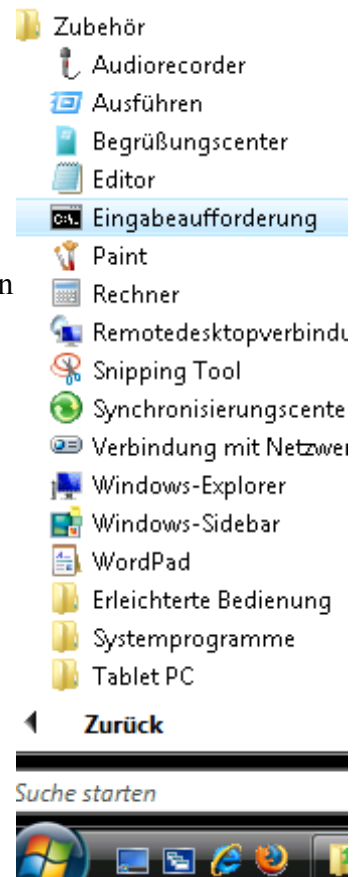 Zubehör
Audiorecorder
Ausführen
Begrüßungscenter
Editor
C:\. Eingabeaufforderung
Paint
n
Rechner
Remotedesktopverbindu
Snipping Tool
Synchronisierungscente
Verbindung mit Netzwer
Windows-Explorer
Windows-Sidebar
WordPad
Erleichterte Bedienung
Systemprogramme
Tablet PC
Zurück
Suche starten